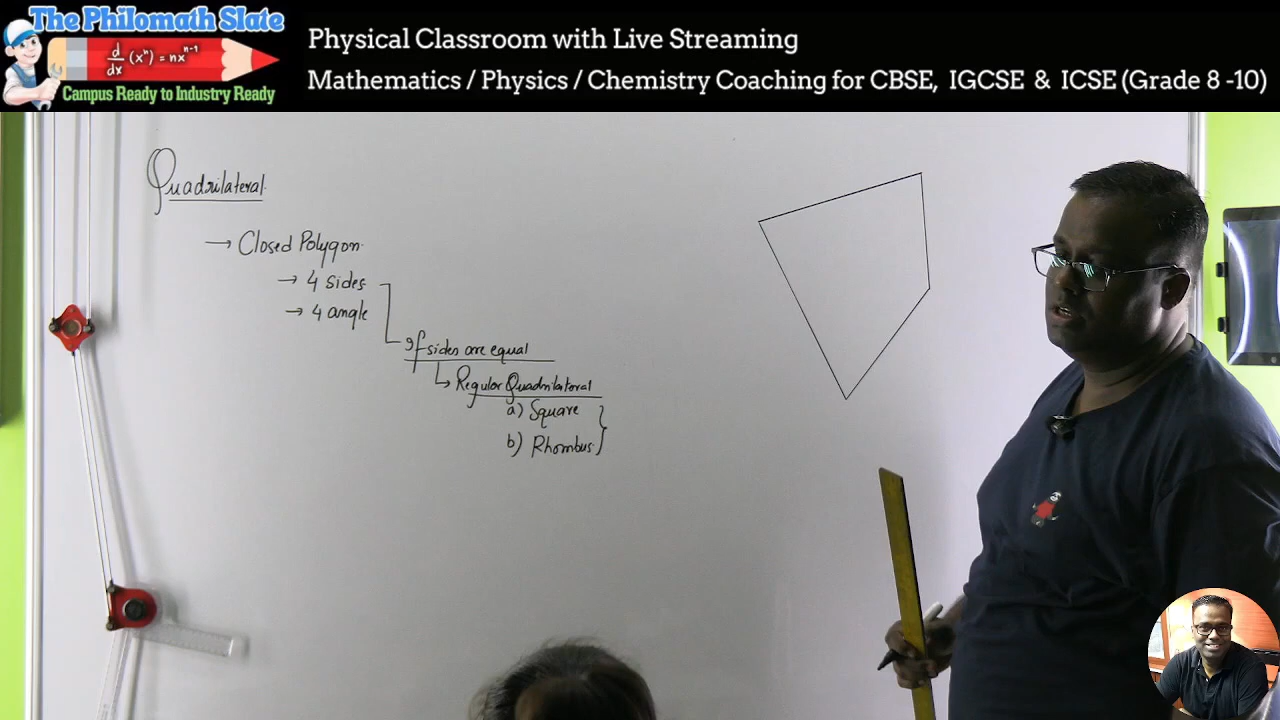 The Philomath Slate
d/dx (xⁿ) = nxⁿ⁻¹
Campus Ready to Industry Ready
Physical Classroom with Live Streaming
Mathematics / Physics / Chemistry Coaching for CBSE, IGCSE & ICSE (Grade 8 -10)
Quadrilateral
→ Closed Polygon.
→ 4 sides
→ 4 angle
If sides are equal
↳ Regular Quadrilateral
a) Square
b) Rhombus.